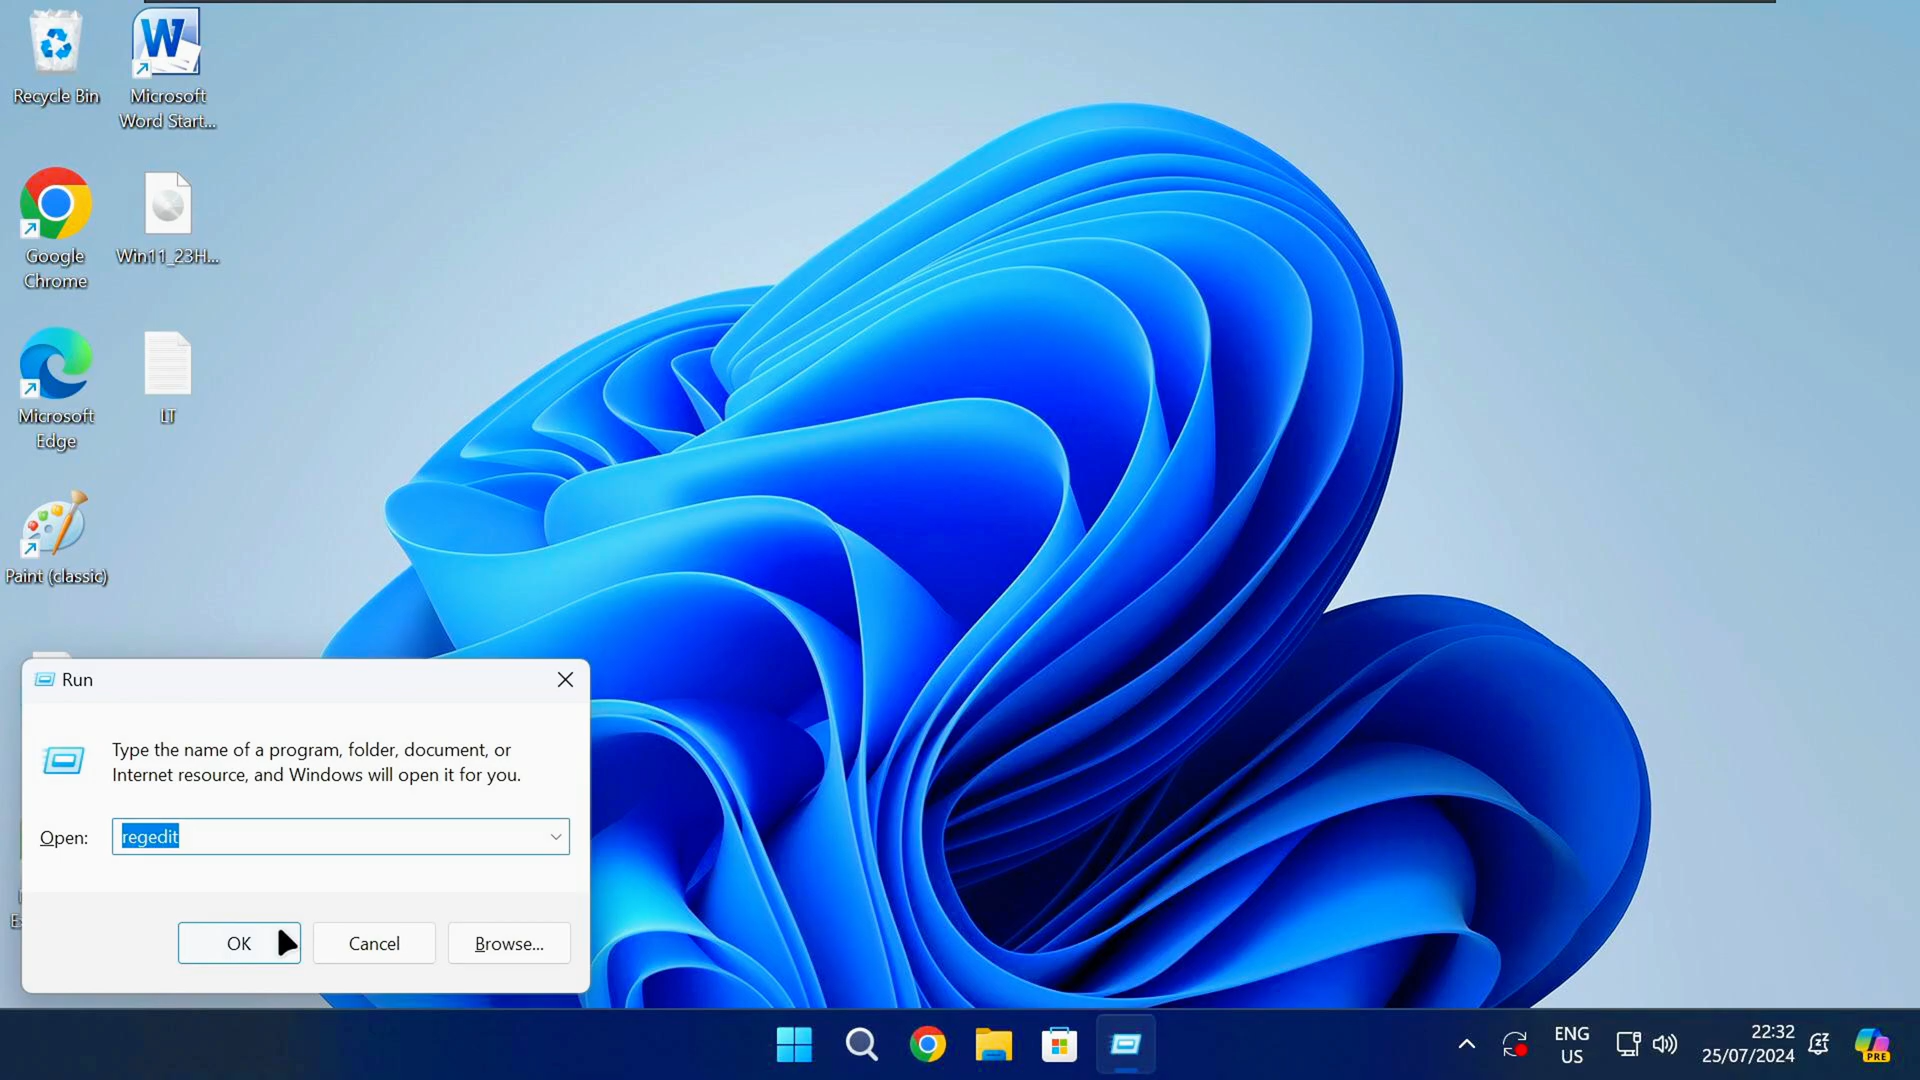 Recycle Bin
Microsoft
Word Start...
Google
Chrome
Win11_23H...
Microsoft
Edge
LT
Paint (classic)
Run
Type the name of a program, folder, document, or
Internet resource, and Windows will open it for you.
Open:
regedit
OK
Cancel
Browse...
ENG
US
22:32
25/07/2024
PRE